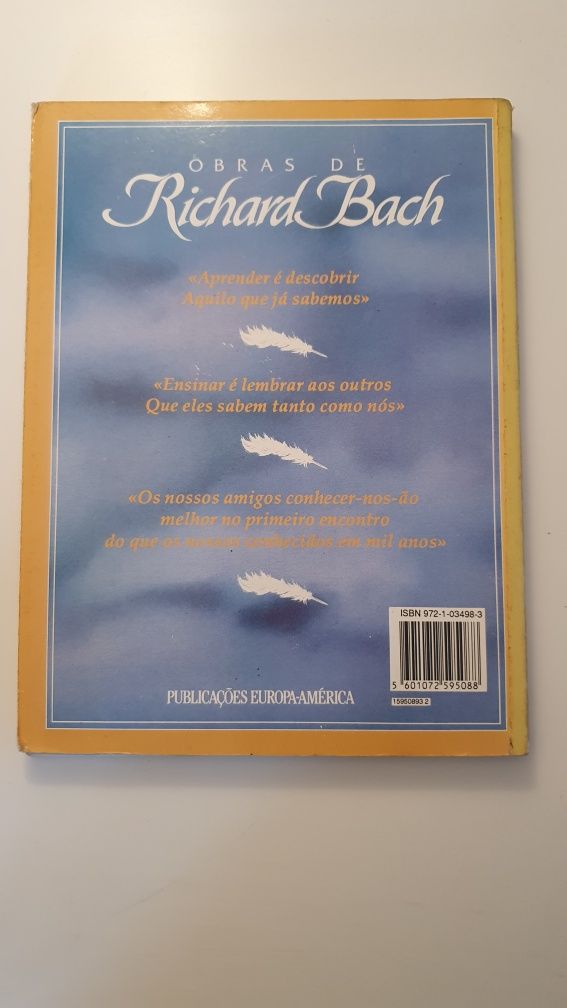 OBRAS DE
Richard Bach
«Aprender é descobrir
Aquilo que já sabemos»
«Ensinar é lembrar aos outros
Que eles sabem tanto como nós»
«Os nossos amigos conhecer-nos-ão
melhor no primeiro encontro
do que os nossos conhecidos em mil anos»
ISBN 972-1-03498-3
5 601072 595088
15950893 2
PUBLICAÇÕES EUROPA-AMÉRICA